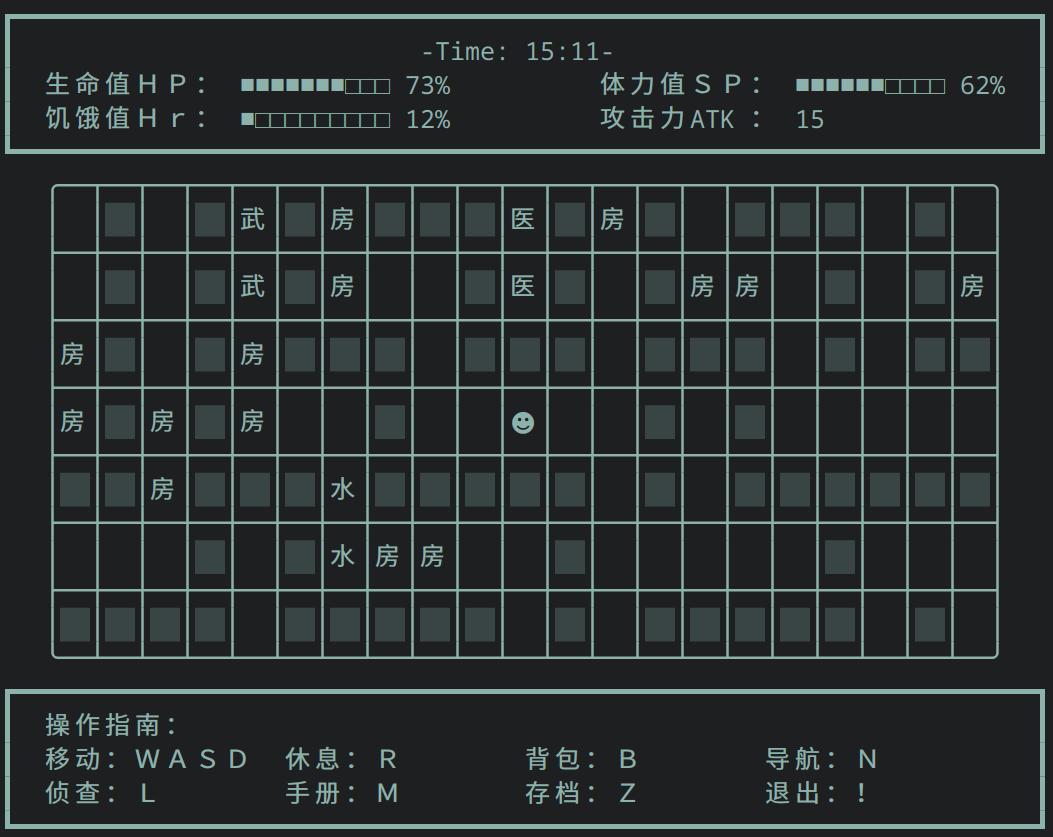 -Time: 15:11-
生命值ＨＰ： ■■■■■■■□□□ 73% 体力值ＳＰ： ■■■■■■□□□□ 62%
饥饿值Ｈｒ： ■□□□□□□□□□ 12% 攻击力ATK ： 15
武 房 医 房
武 房 医 房 房 房
房 房
房 房 房
房 水
水 房 房
操作指南：
移动：ＷＡＳＤ 休息：Ｒ 背包：Ｂ 导航：Ｎ
侦查：Ｌ 手册：Ｍ 存档：Ｚ 退出：！